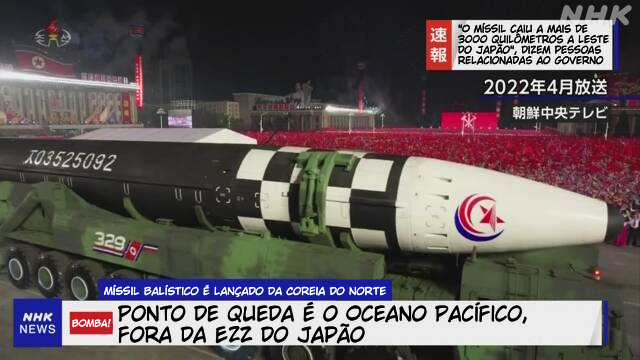 NHK
速報
"O MÍSSIL CAIU A MAIS DE
3000 QUILÔMETROS A LESTE
DO JAPÃO", DIZEM PESSOAS
RELACIONADAS AO GOVERNO
2022年4月放送
朝鮮中央テレビ
ㅈ03525092
329
MÍSSIL BALÍSTICO É LANÇADO DA COREIA DO NORTE
NHK
NEWS
BOMBA!
PONTO DE QUEDA É O OCEANO PACÍFICO,
FORA DA EZZ DO JAPÃO